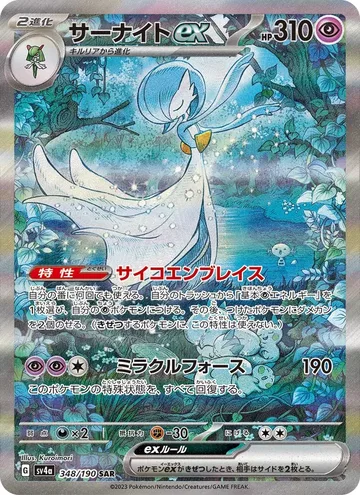 2進化 サーナイトex HP310
キルリアから進化
特性 サイコエンブレイス
自分の番に何回でも使える。自分のトラッシュから「基本超エネルギー」を
1枚選び、自分の超ポケモンにつける。その後、つけたポケモンにダメカン
を2個のせる。(きぜつするポケモンに、この特性は使えない。)
ミラクルフォース 190
このポケモンの特殊状態を、すべて回復する。
弱点 ×2 抵抗力 -30 にげる
exルール
ポケモンexがきぜつしたとき、相手はサイドを2枚とる。
Illus. Kuroimori
G sv4a 348/190 SAR
©2023 Pokémon/Nintendo/Creatures/GAME FREAK.